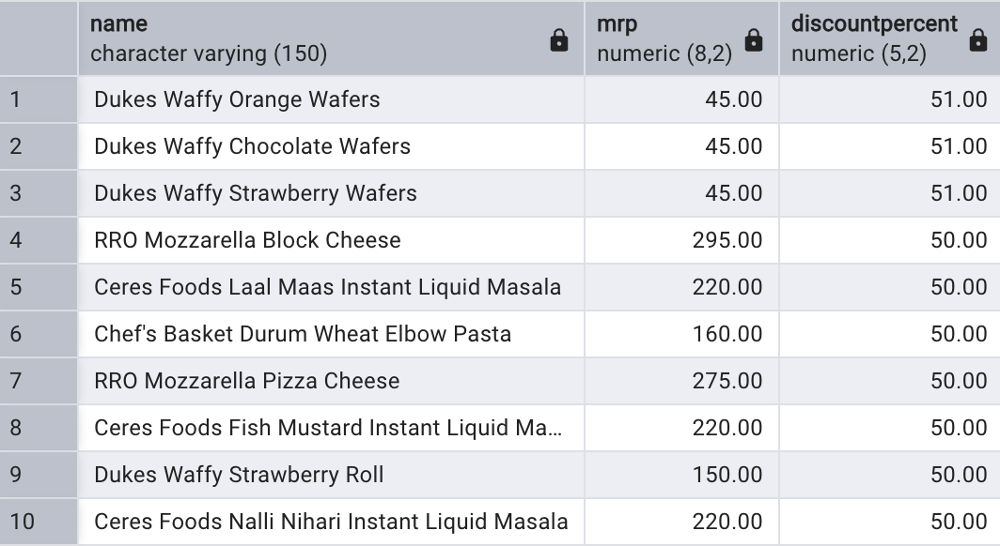 name mrp discountpercent
character varying (150) numeric (8,2) numeric (5,2)
1 Dukes Waffy Orange Wafers 45.00 51.00
2 Dukes Waffy Chocolate Wafers 45.00 51.00
3 Dukes Waffy Strawberry Wafers 45.00 51.00
4 RRO Mozzarella Block Cheese 295.00 50.00
5 Ceres Foods Laal Maas Instant Liquid Masala 220.00 50.00
6 Chef's Basket Durum Wheat Elbow Pasta 160.00 50.00
7 RRO Mozzarella Pizza Cheese 275.00 50.00
8 Ceres Foods Fish Mustard Instant Liquid Ma... 220.00 50.00
9 Dukes Waffy Strawberry Roll 150.00 50.00
10 Ceres Foods Nalli Nihari Instant Liquid Masala 220.00 50.00